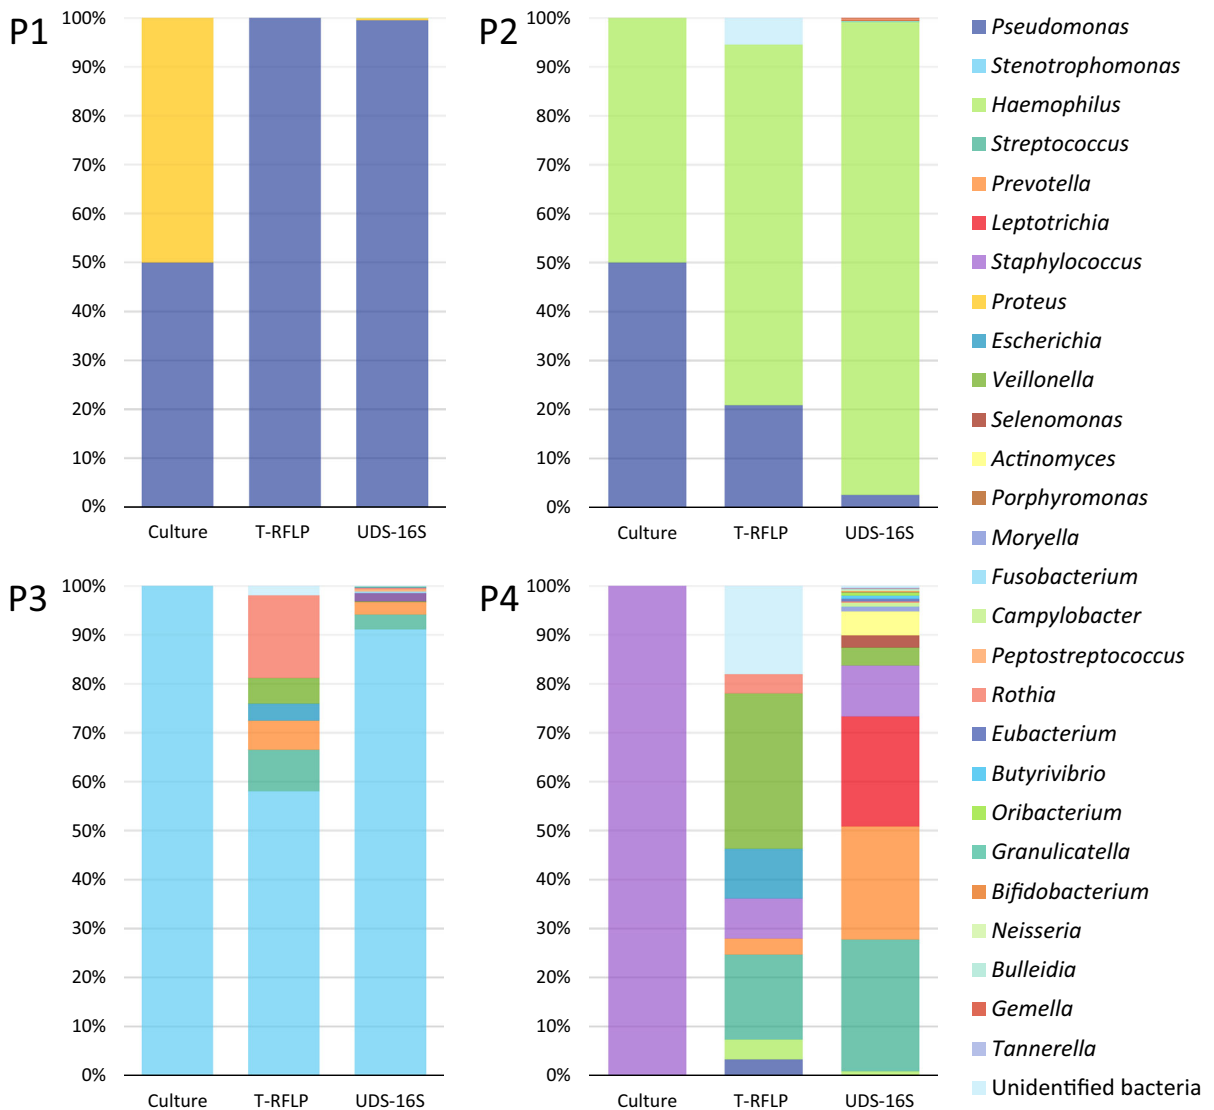 P1
100%
90%
80%
70%
60%
50%
40%
30%
20%
10%
0%
Culture T-RFLP UDS-16S
P2
100%
90%
80%
70%
60%
50%
40%
30%
20%
10%
0%
Culture T-RFLP UDS-16S
P3
100%
90%
80%
70%
60%
50%
40%
30%
20%
10%
0%
Culture T-RFLP UDS-16S
P4
100%
90%
80%
70%
60%
50%
40%
30%
20%
10%
0%
Culture T-RFLP UDS-16S
Pseudomonas
Stenotrophomonas
Haemophilus
Streptococcus
Prevotella
Leptotrichia
Staphylococcus
Proteus
Escherichia
Veillonella
Selenomonas
Actinomyces
Porphyromonas
Moryella
Fusobacterium
Campylobacter
Peptostreptococcus
Rothia
Eubacterium
Butyrivibrio
Oribacterium
Granulicatella
Bifidobacterium
Neisseria
Bulleidia
Gemella
Tannerella
Unidentified bacteria